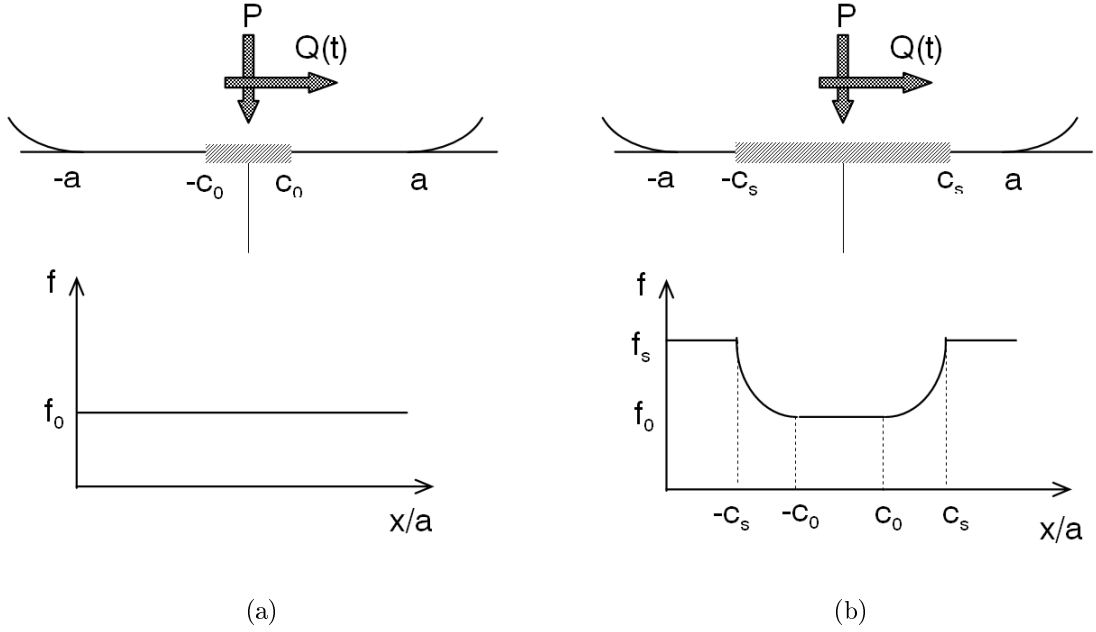 P
Q(t)
-a
-c₀
c₀
a
f
f₀
x/a
(a)
P
Q(t)
-a
-cₛ
cₛ
a
f
fₛ
f₀
-cₛ
-c₀
c₀
cₛ
x/a
(b)